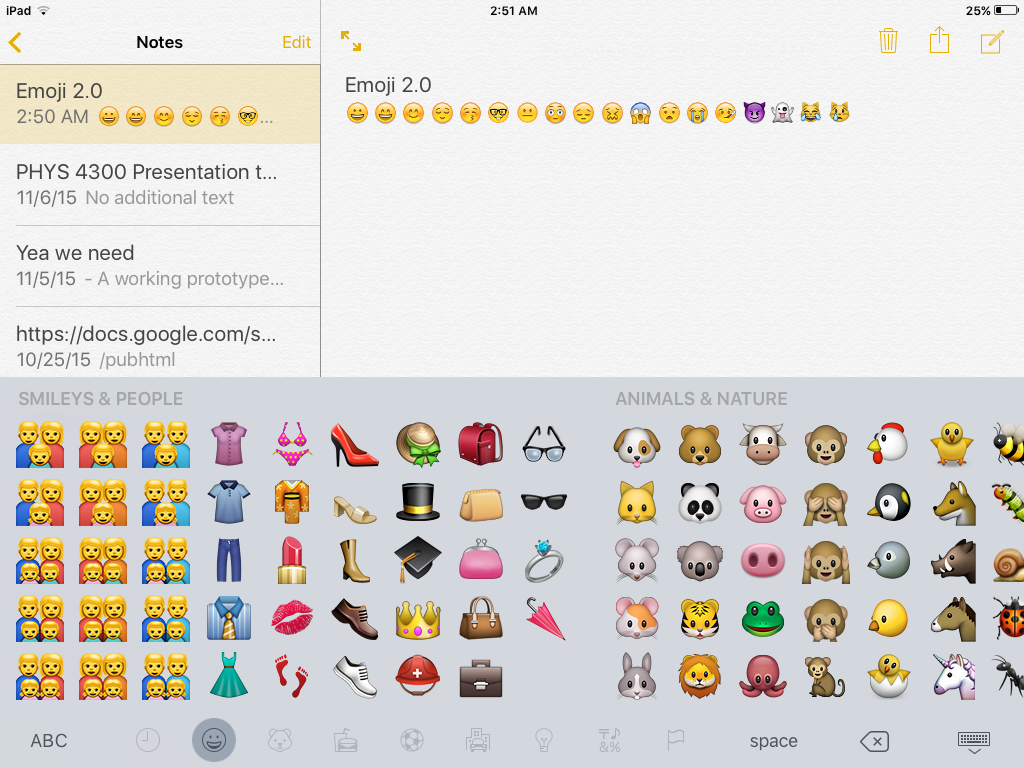 iPad 2:51 AM 25%
Notes Edit
Emoji 2.0
2:50 AM 😀 😄 😊 😌 😚 🤓...
PHYS 4300 Presentation t...
11/6/15 No additional text
Yea we need
11/5/15 - A working prototype...
https://docs.google.com/s...
10/25/15 /pubhtml
Emoji 2.0
😀 😄 😊 😌 😚 🤓 😐 😳 😔 😖 😱 😧 😭 🤒 😈 👻 😹 😿
SMILEYS & PEOPLE ANIMALS & NATURE
ABC &% space